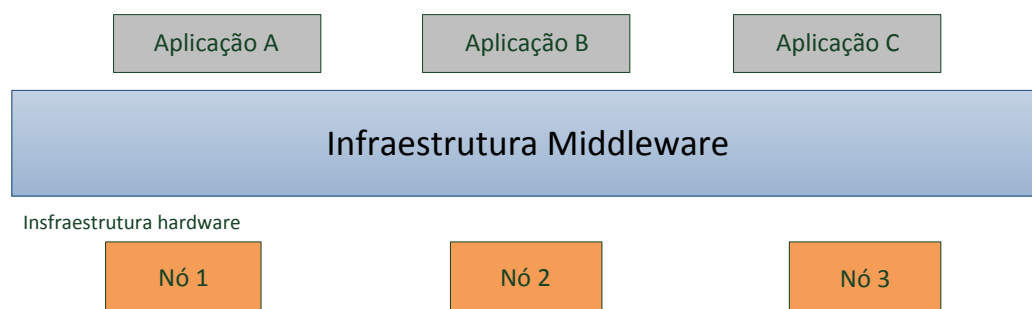 Aplicação A
Aplicação B
Aplicação C
Infraestrutura Middleware
Insfraestrutura hardware
Nó 1
Nó 2
Nó 3